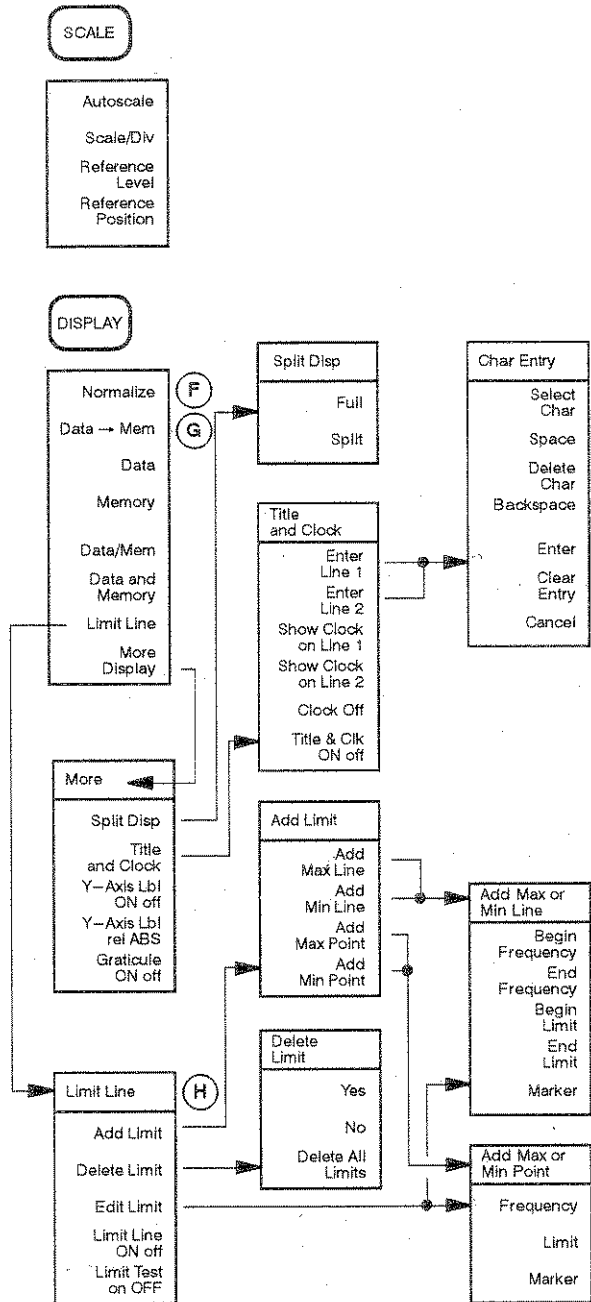 SCALE
Autoscale
Scale/Div
Reference
Level
Reference
Position
DISPLAY
Normalize
F
Data → Mem
G
Data
Memory
Data/Mem
Data and
Memory
Limit Line
More
Display
Split Disp
Full
Split
Char Entry
Select
Char
Space
Delete
Char
Backspace
Enter
Clear
Entry
Cancel
Title
and Clock
Enter
Line 1
Enter
Line 2
Show Clock
on Line 1
Show Clock
on Line 2
Clock Off
Title & Clk
ON off
More
Split Disp
Title
and Clock
Y-Axis Lbl
ON off
Y-Axis Lbl
rel ABS
Graticule
ON off
Add Limit
Add
Max Line
Add
Min Line
Add
Max Point
Add
Min Point
Add Max or
Min Line
Begin
Frequency
End
Frequency
Begin
Limit
End
Limit
Marker
Limit Line
H
Add Limit
Delete Limit
Edit Limit
Limit Line
ON off
Limit Test
on OFF
Delete
Limit
Yes
No
Delete All
Limits
Add Max or
Min Point
Frequency
Limit
Marker